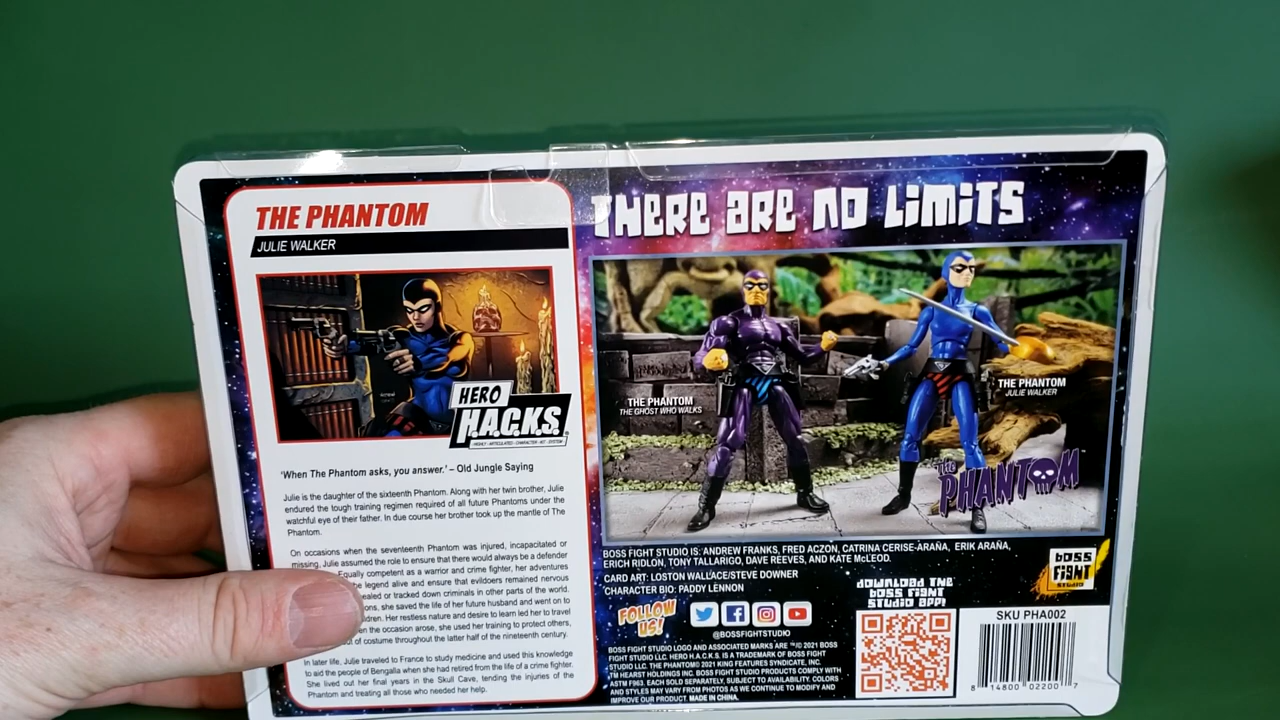 THE PHANTOM
JULIE WALKER
HERO
H.A.C.K.S.
HIGHLY · ARTICULATED · CHARACTER · KIT · SYSTEM
'When The Phantom asks, you answer.' – Old Jungle Saying
Julie is the daughter of the sixteenth Phantom. Along with her twin brother, Julie
endured the tough training regimen required of all future Phantoms under the
watchful eye of their father. In due course her brother took up the mantle of The
Phantom.
On occasions when the seventeenth Phantom was injured, incapacitated or
missing, Julie assumed the role to ensure that there would always be a defender
Equally competent as a warrior and crime fighter, her adventures
legend alive and ensure that evildoers remained nervous
or tracked down criminals in other parts of the world.
she saved the life of her future husband and went on to
Her restless nature and desire to learn led her to travel
the occasion arose, she used her training to protect others,
of costume throughout the latter half of the nineteenth century.
In later life, Julie traveled to France to study medicine and used this knowledge
to aid the people of Bengalla when she had retired from the life of a crime fighter.
She lived out her final years in the Skull Cave, tending the injuries of the
Phantom and treating all those who needed her help.
THERE ARE NO LIMITS
THE PHANTOM
THE GHOST WHO WALKS
THE PHANTOM
JULIE WALKER
THE PHANTOM
BOSS FIGHT STUDIO IS: ANDREW FRANKS, FRED ACZON, CATRINA CERISE-ARAÑA, ERIK ARAÑA,
ERICH RIDLON, TONY TALLARIGO, DAVE REEVES, AND KATE McLEOD.
CARD ART: LOSTON WALLACE/STEVE DOWNER
CHARACTER BIO: PADDY LENNON
BOSS FIGHT STUDIO
FOLLOW US!
@BOSSFIGHTSTUDIO
DOWNLOAD THE
BOSS FIGHT
STUDIO APP!
BOSS FIGHT STUDIO LOGO AND ASSOCIATED MARKS ARE ™/© 2021 BOSS
FIGHT STUDIO LLC. HERO H.A.C.K.S. IS A TRADEMARK OF BOSS FIGHT
STUDIO LLC. THE PHANTOM© 2021 KING FEATURES SYNDICATE, INC.
™ HEARST HOLDINGS INC. BOSS FIGHT STUDIO PRODUCTS COMPLY WITH
ASTM F963. EACH SOLD SEPARATELY, SUBJECT TO AVAILABILITY. COLORS
AND STYLES MAY VARY FROM PHOTOS AS WE CONTINUE TO MODIFY AND
IMPROVE OUR PRODUCT. MADE IN CHINA.
SKU PHA002
8 14800 02200 7